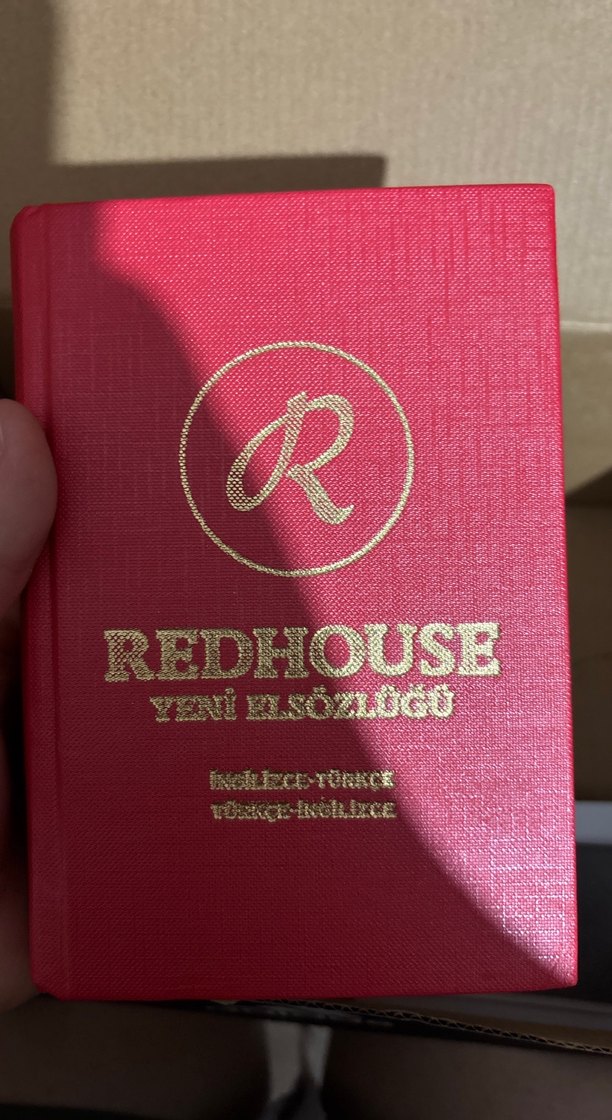 R
REDHOUSE
YENİ ELSÖZLÜĞÜ
İNGİLİZCE-TÜRKÇE
TÜRKÇE-İNGİLİZCE